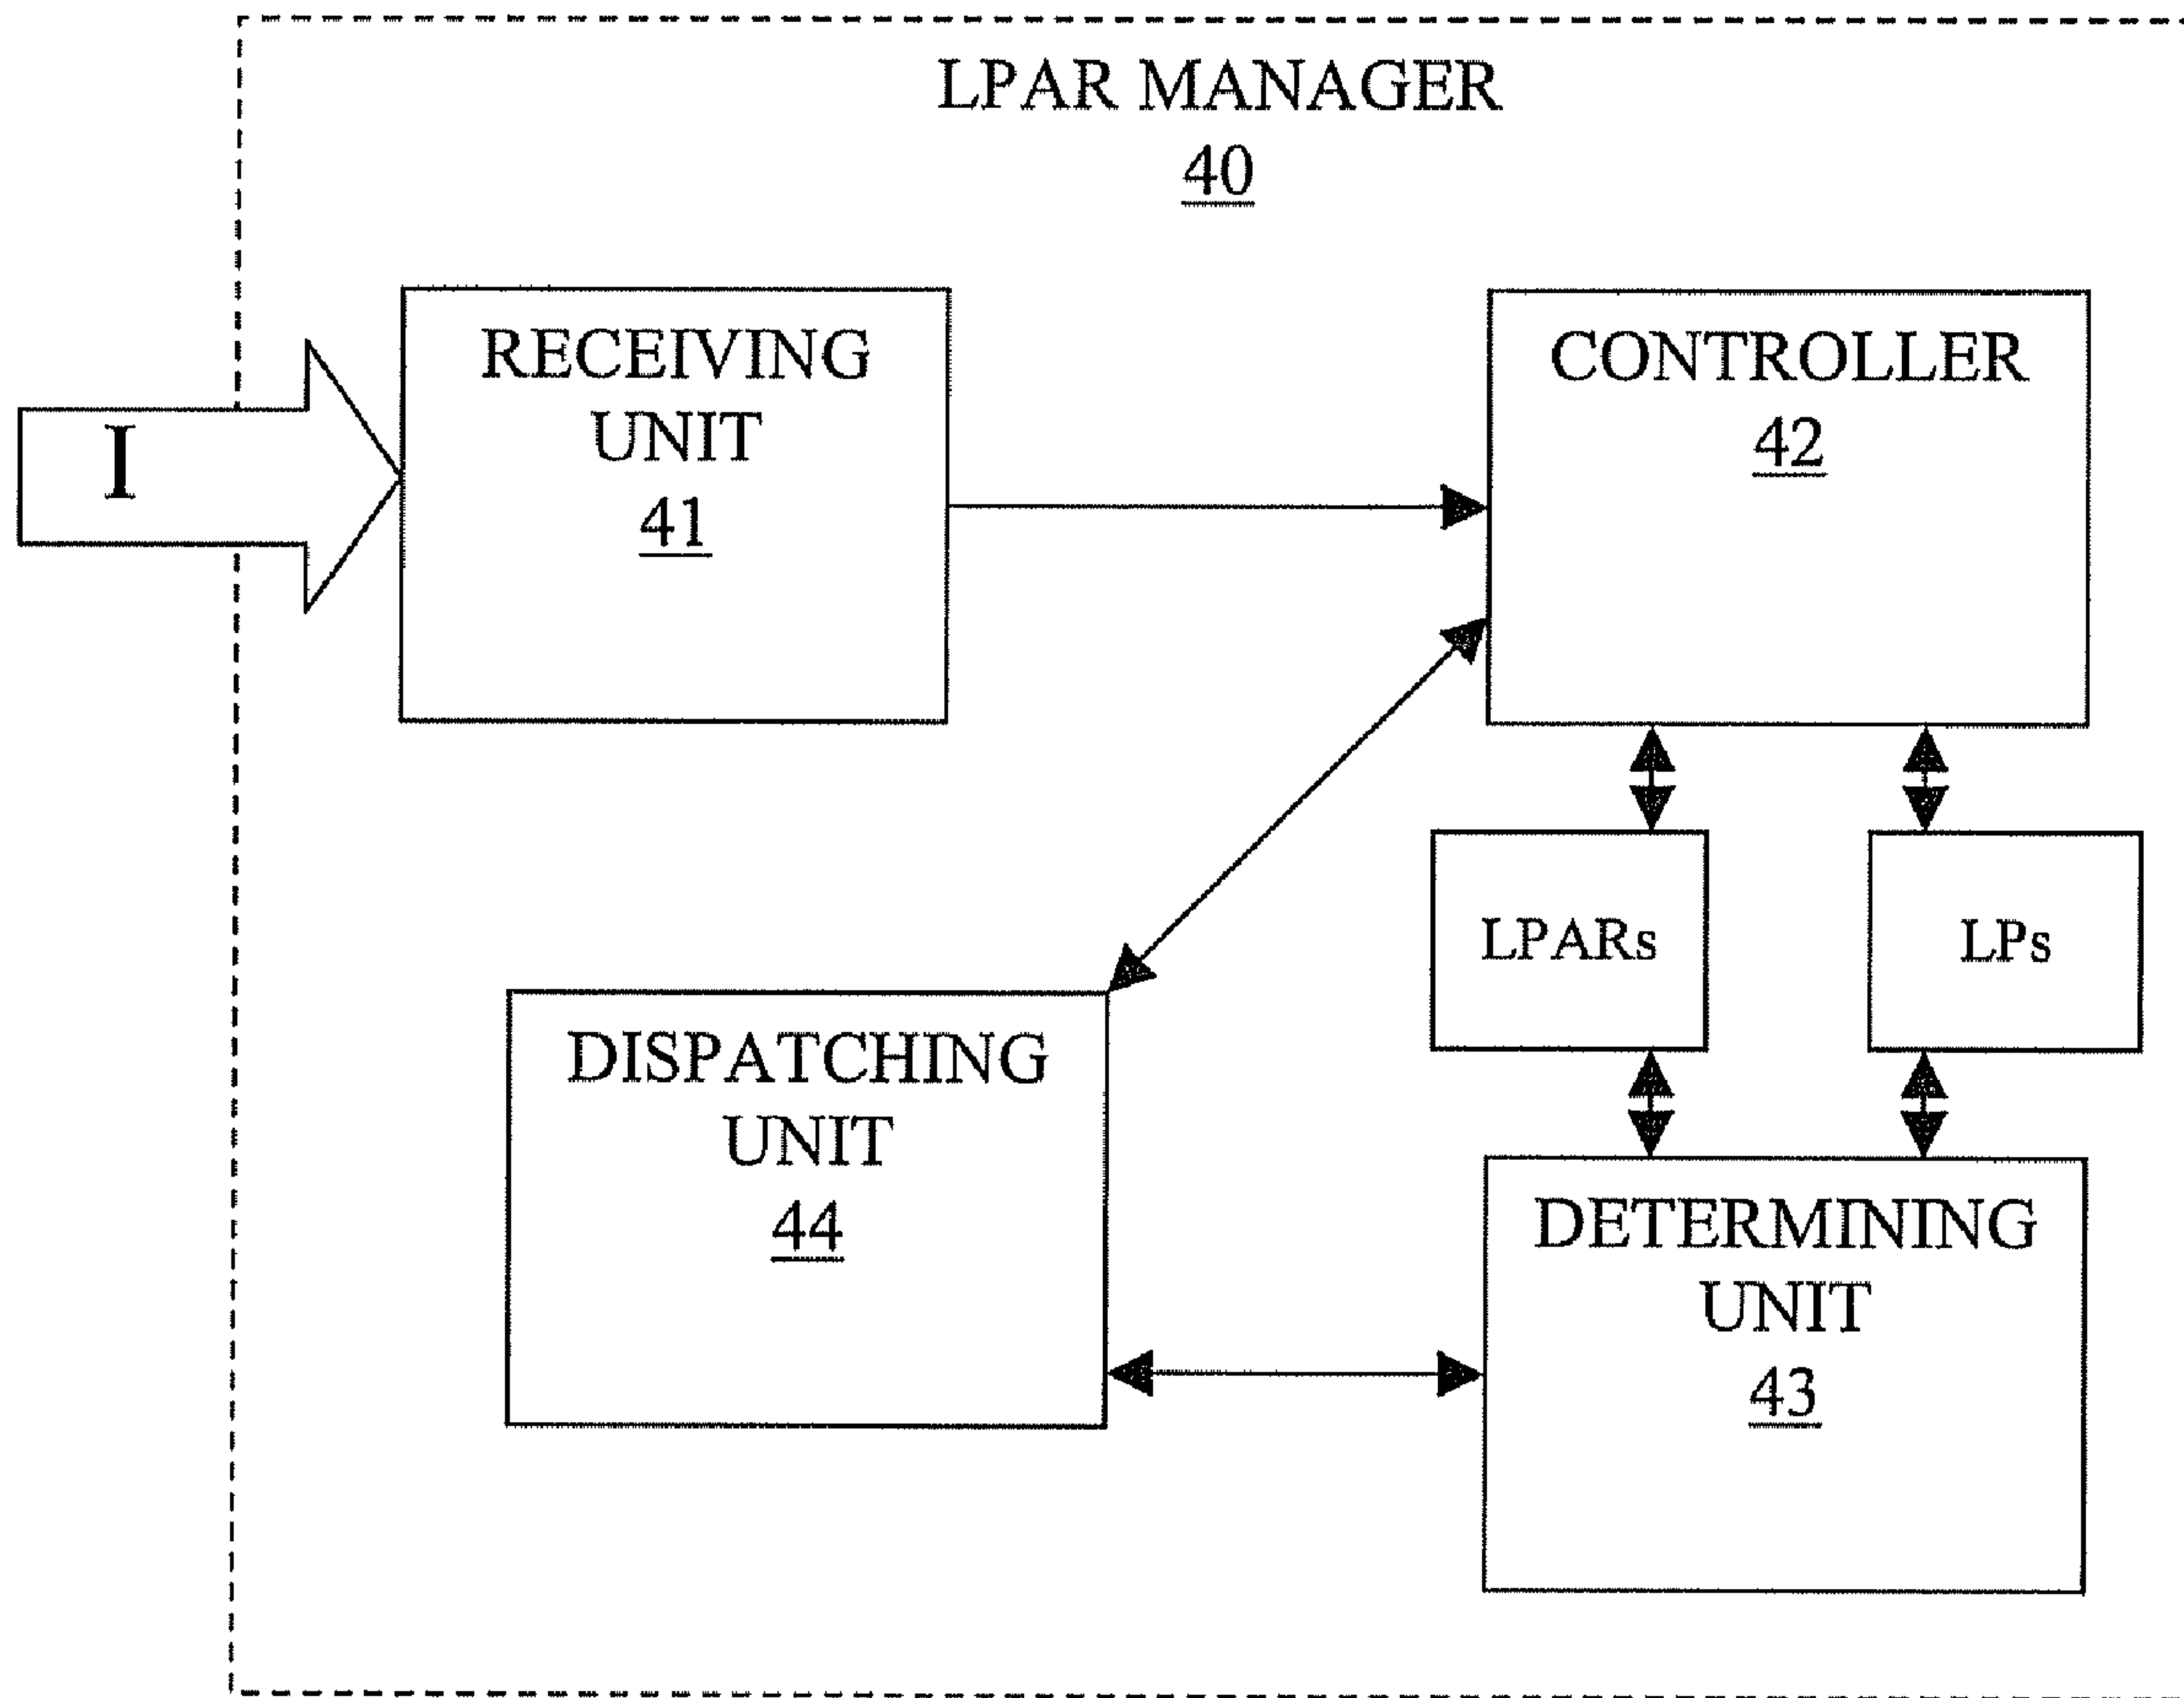 LPAR MANAGER
40
I
RECEIVING
UNIT
41
CONTROLLER
42
LPARs
LPs
DISPATCHING
UNIT
44
DETERMINING
UNIT
43